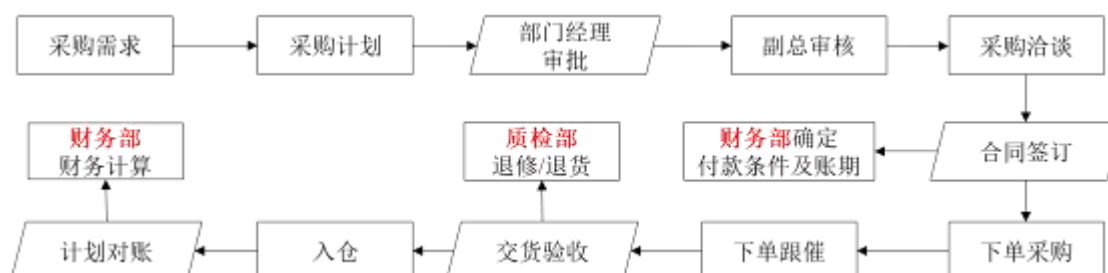 采购需求
采购计划
部门经理
审批
副总审核
采购洽谈
财务部
财务计算
质检部
退修/退货
财务部确定
付款条件及账期
合同签订
计划对账
入仓
交货验收
下单跟催
下单采购